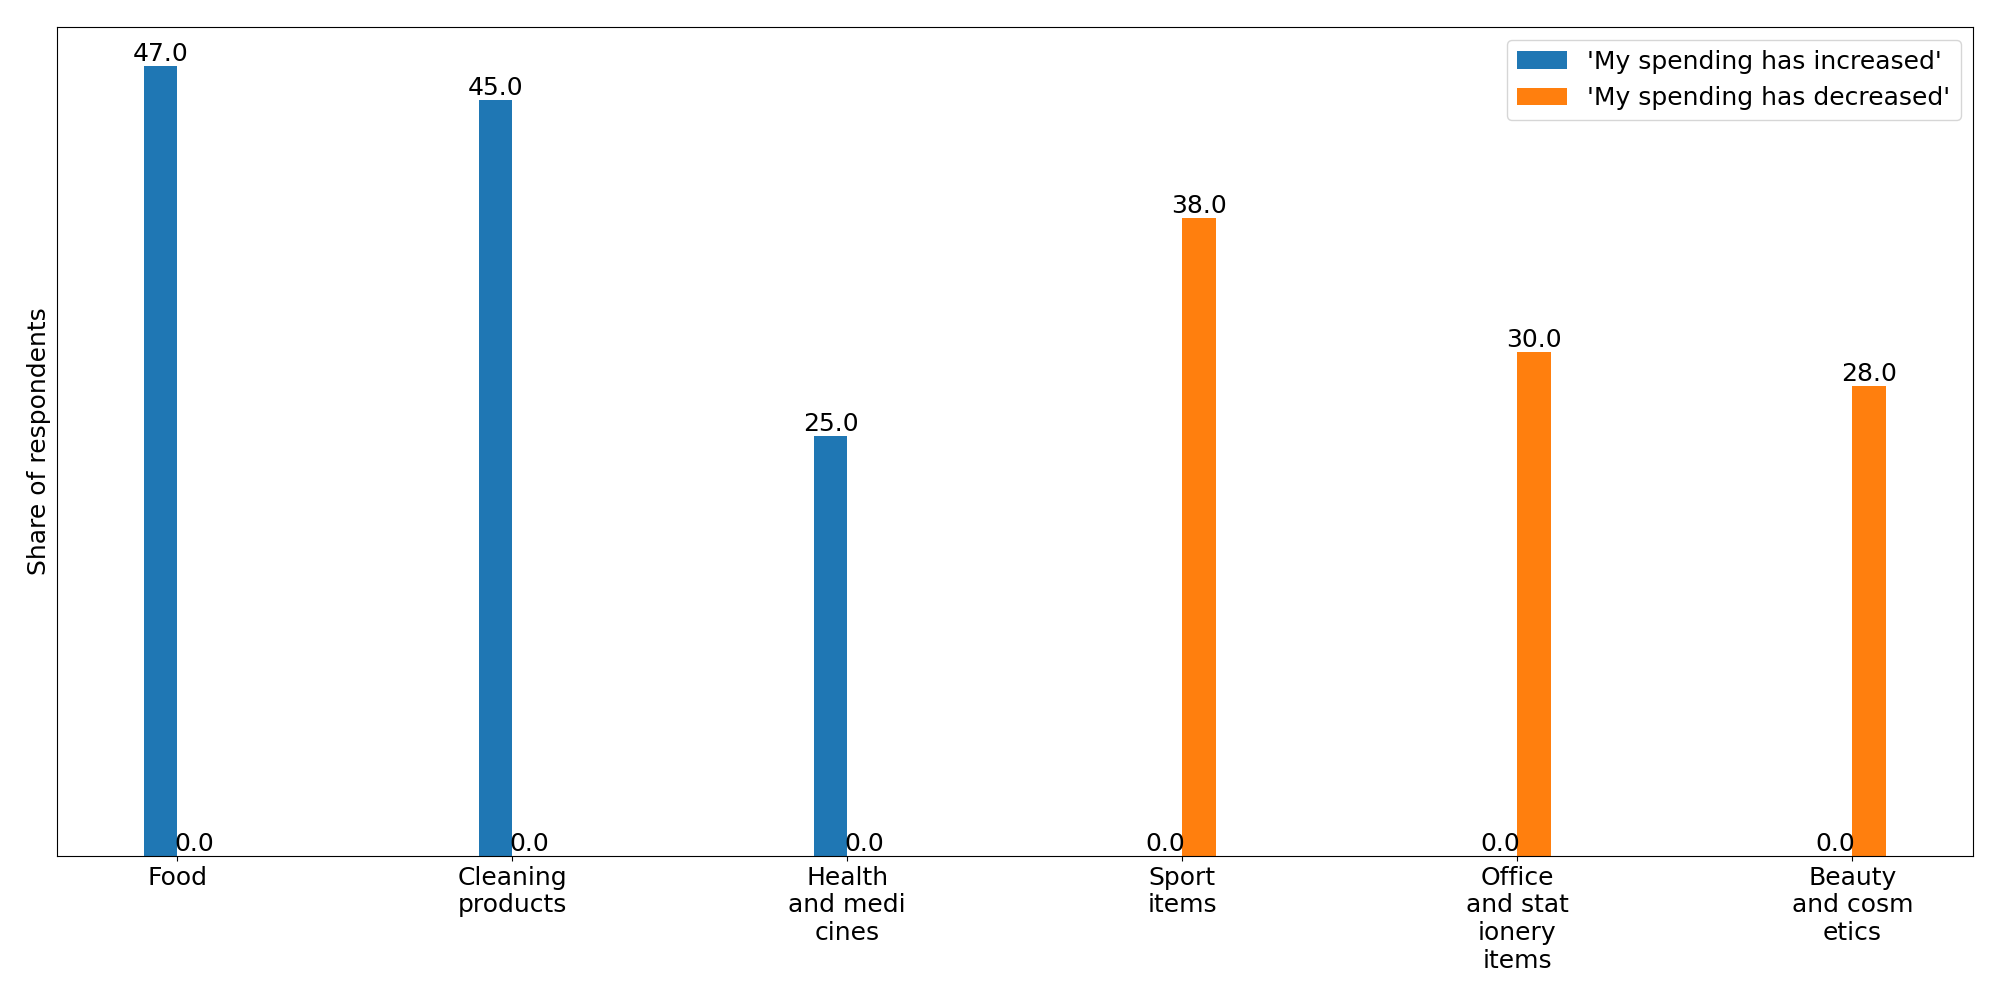 47.0
45.0
25.0
38.0
30.0
28.0
0.0
0.0
0.0
0.0
0.0
0.0
'My spending has increased'
'My spending has decreased'
Share of respondents
Food
Cleaning
products
Health
and medi
cines
Sport
items
Office
and stat
ionery
items
Beauty
and cosm
etics